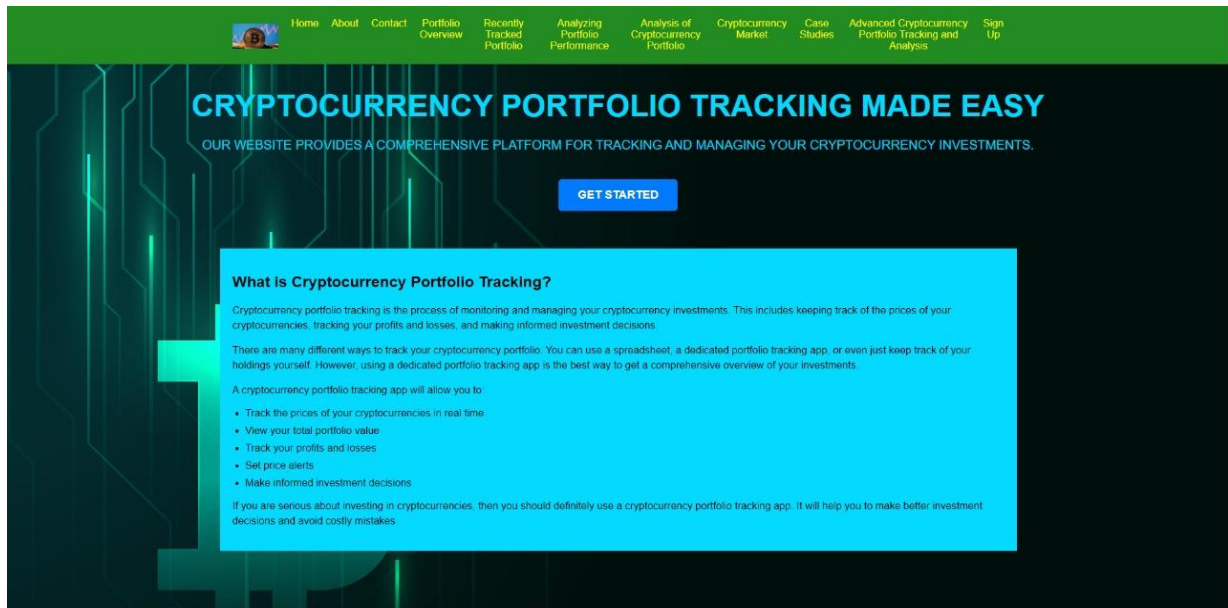 Home About Contact Portfolio Overview Recently Tracked Portfolio Analyzing Portfolio Performance Analysis of Cryptocurrency Portfolio Cryptocurrency Market Case Studies Advanced Cryptocurrency Portfolio Tracking and Analysis Sign Up
CRYPTOCURRENCY PORTFOLIO TRACKING MADE EASY
OUR WEBSITE PROVIDES A COMPREHENSIVE PLATFORM FOR TRACKING AND MANAGING YOUR CRYPTOCURRENCY INVESTMENTS.
GET STARTED
What is Cryptocurrency Portfolio Tracking?
Cryptocurrency portfolio tracking is the process of monitoring and managing your cryptocurrency investments. This includes keeping track of the prices of your
cryptocurrencies, tracking your profits and losses, and making informed investment decisions.
There are many different ways to track your cryptocurrency portfolio. You can use a spreadsheet, a dedicated portfolio tracking app, or even just keep track of your
holdings yourself. However, using a dedicated portfolio tracking app is the best way to get a comprehensive overview of your investments.
A cryptocurrency portfolio tracking app will allow you to:
• Track the prices of your cryptocurrencies in real time
• View your total portfolio value
• Track your profits and losses
• Set price alerts
• Make informed investment decisions
If you are serious about investing in cryptocurrencies, then you should definitely use a cryptocurrency portfolio tracking app. It will help you to make better investment
decisions and avoid costly mistakes.